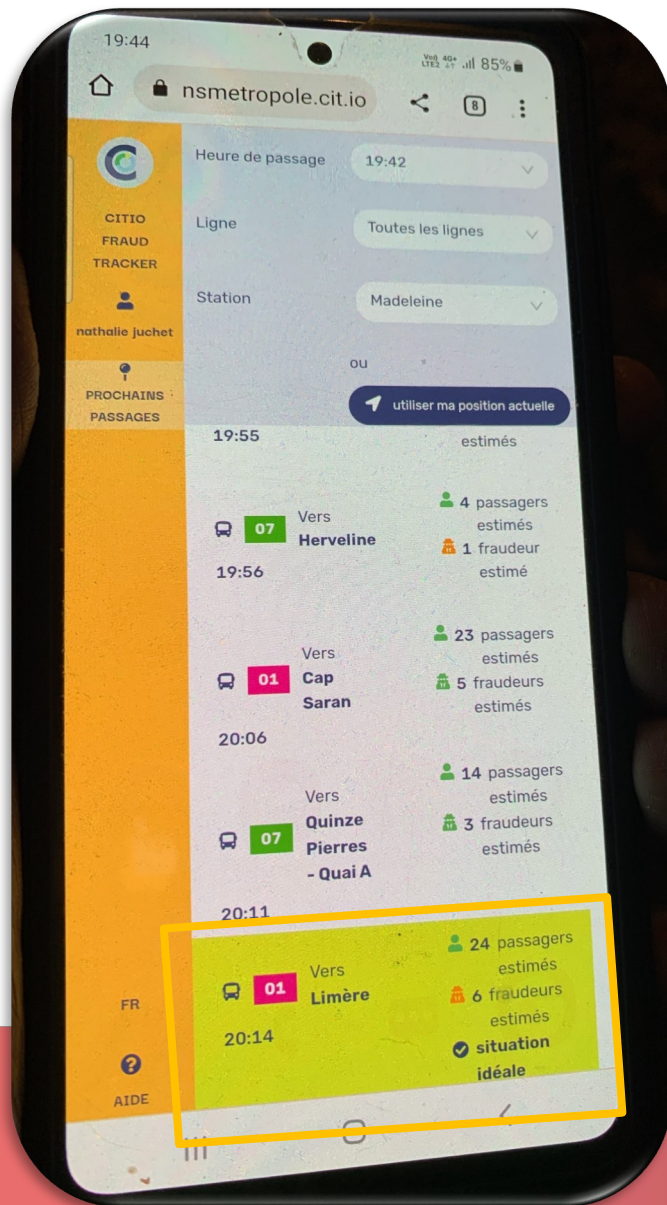 19:44
Vo)) 4G+
LTE2
85%
nsmetropole.cit.io
8
Heure de passage
19:42
CITIO
FRAUD
TRACKER
Ligne
Toutes les lignes
nathalie juchet
Station
Madeleine
ou
PROCHAINS
PASSAGES
utiliser ma position actuelle
19:55
estimés
07
Vers
Herveline
4 passagers
estimés
1 fraudeur
estimé
19:56
01
Vers
Cap
Saran
23 passagers
estimés
5 fraudeurs
estimés
20:06
07
Vers
Quinze
Pierres
- Quai A
14 passagers
estimés
3 fraudeurs
estimés
20:11
01
Vers
Limère
24 passagers
estimés
6 fraudeurs
estimés
situation
idéale
20:14
FR
AIDE